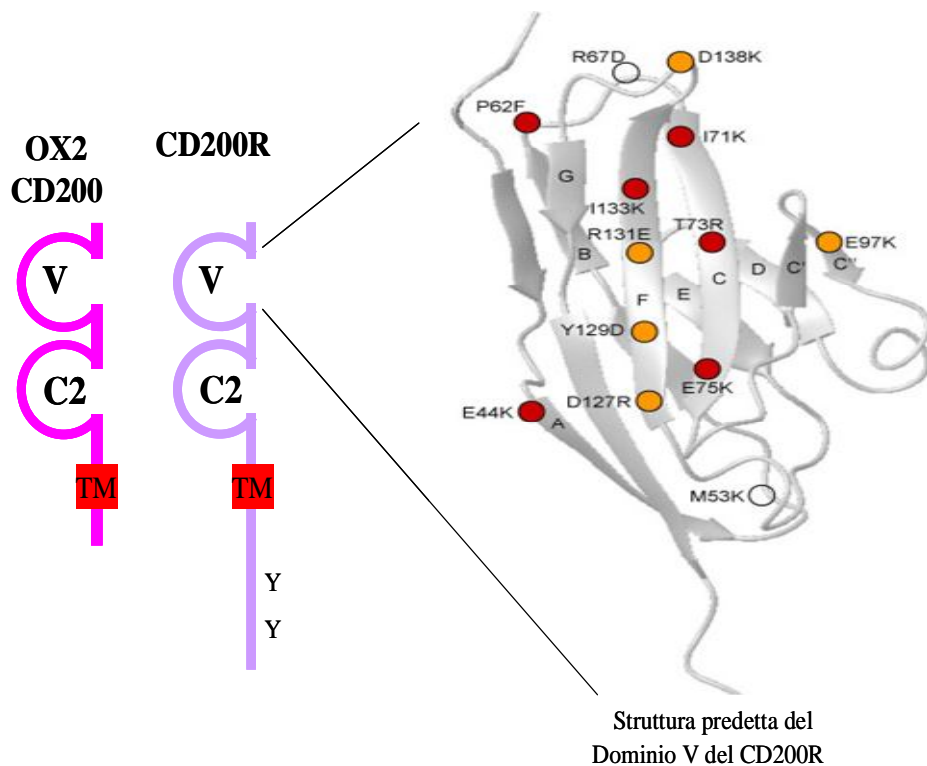 OX2
CD200
CD200R
V
V
C2
C2
TM
TM
Y
Y
R67D
D138K
P62F
I71K
G
I133K
T73R
R131E
E97K
B
C
D
C'
C''
F
E
Y129D
E75K
D127R
E44K
A
M53K
Struttura predetta del
Dominio V del CD200R